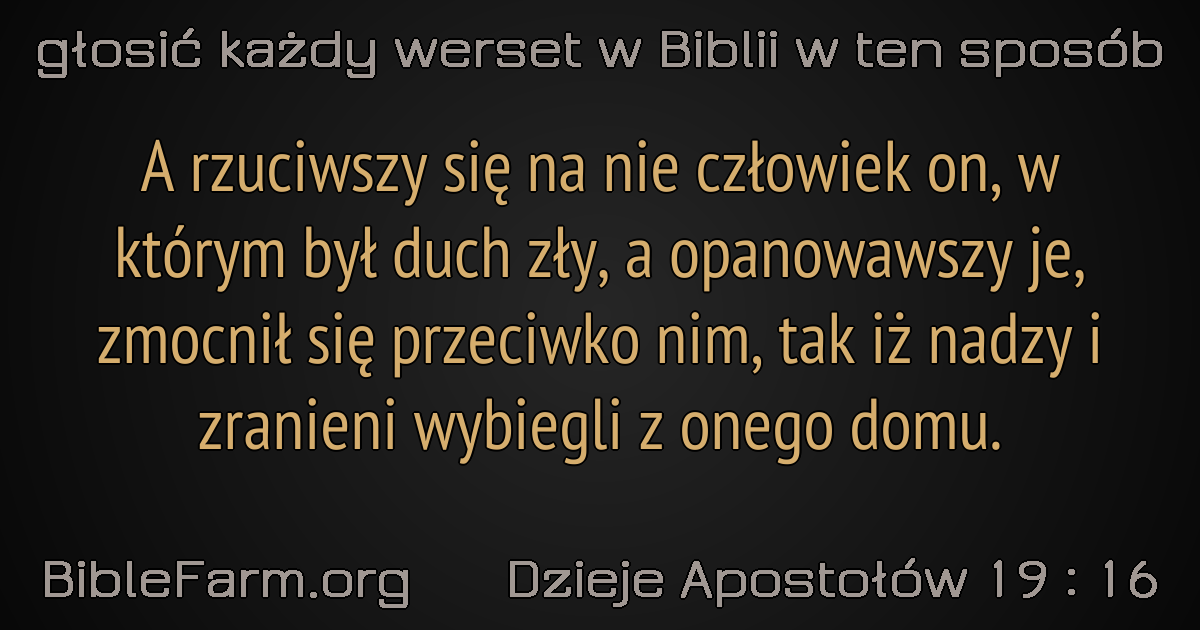 głosić każdy werset w Biblii w ten sposób
A rzuciwszy się na nie człowiek on, w
którym był duch zły, a opanowawszy je,
zmocnił się przeciwko nim, tak iż nadzy i
zranieni wybiegli z onego domu.
BibleFarm.org Dzieje Apostołów 19 : 16